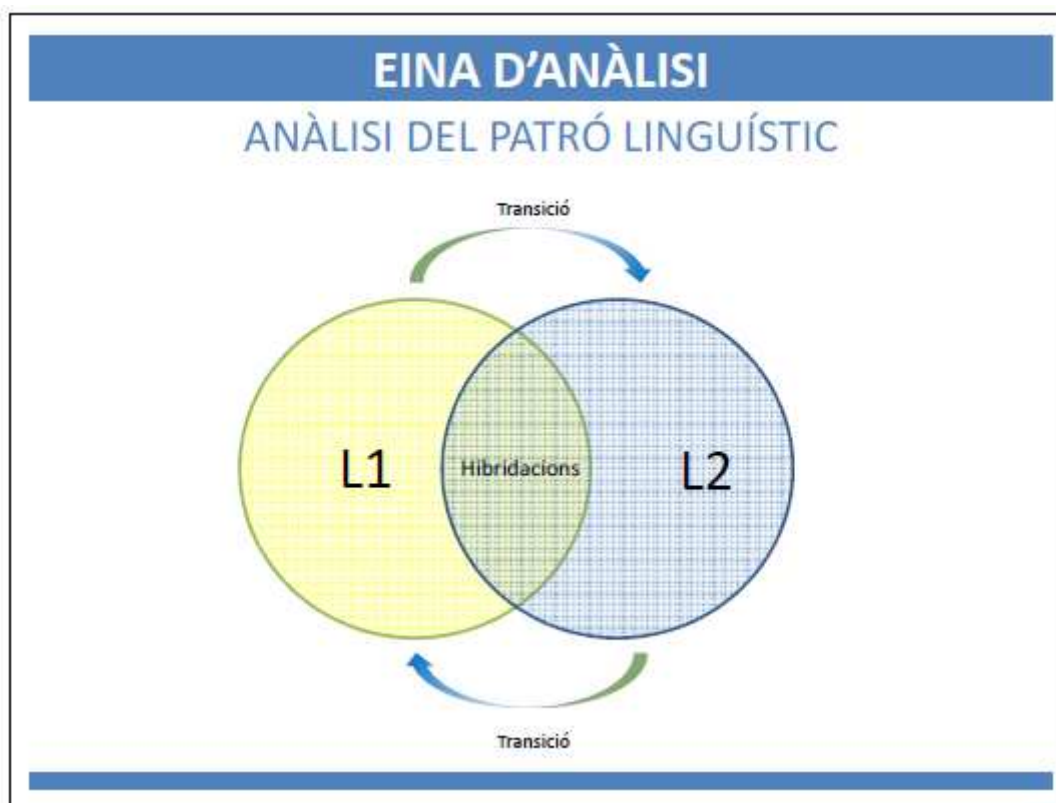 EINA D'ANÀLISI
ANÀLISI DEL PATRÓ LINGUÍSTIC
Transició
L1
Hibridacions
L2
Transició